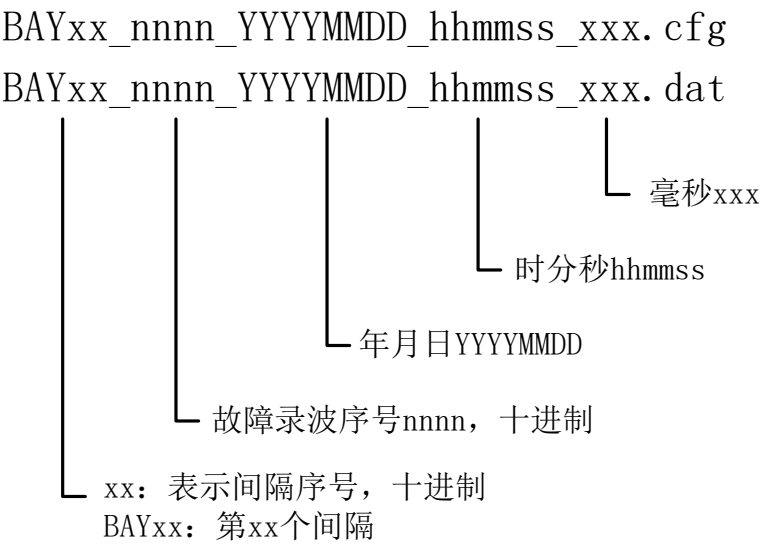 BAYxx_nnnn_YYYYMMDD_hhmmss_xxx.cfg
BAYxx_nnnn_YYYYMMDD_hhmmss_xxx.dat
毫秒xxx
时分秒hhmmss
年月日YYYYMMDD
故障录波序号nnnn，十进制
xx：表示间隔序号，十进制
BAYxx：第xx个间隔